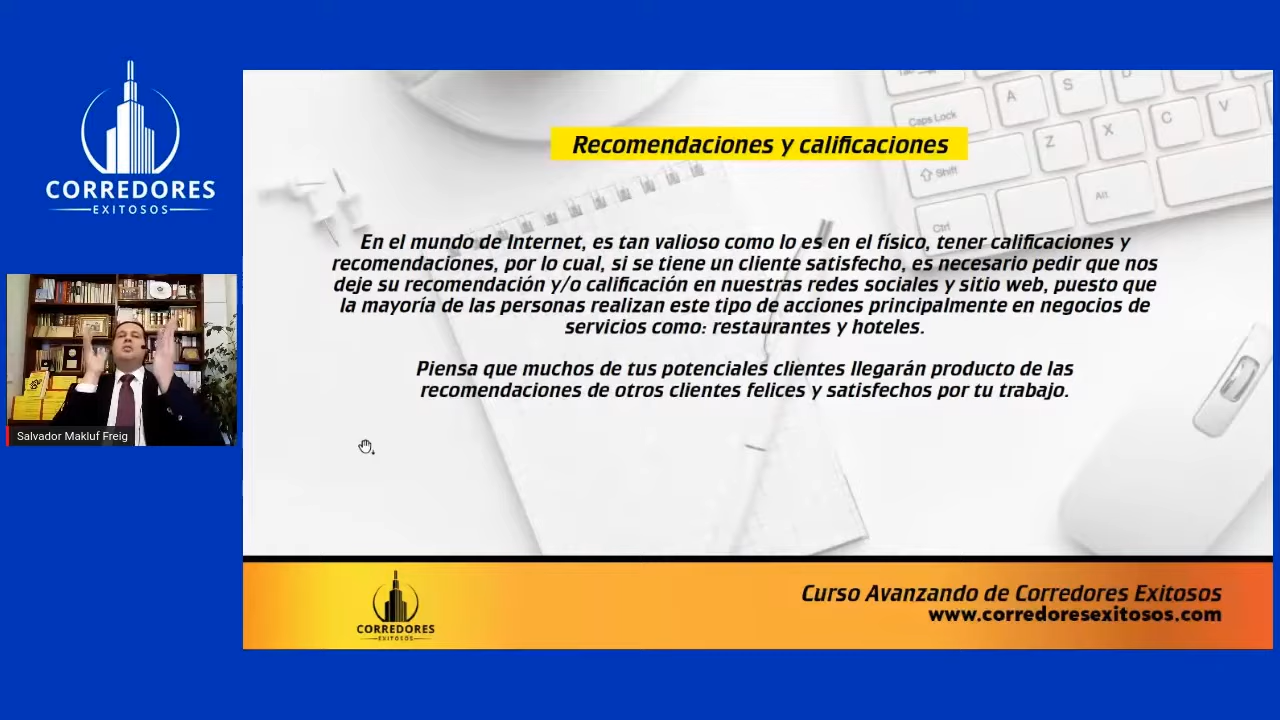 CORREDORES
EXITOSOS
Salvador Makluf Freig
Recomendaciones y calificaciones
En el mundo de Internet, es tan valioso como lo es en el físico, tener calificaciones y
recomendaciones, por lo cual, si se tiene un cliente satisfecho, es necesario pedir que nos
deje su recomendación y/o calificación en nuestras redes sociales y sitio web, puesto que
la mayoría de las personas realizan este tipo de acciones principalmente en negocios de
servicios como: restaurantes y hoteles.
Piensa que muchos de tus potenciales clientes llegarán producto de las
recomendaciones de otros clientes felices y satisfechos por tu trabajo.
Caps Lock
A
S
D
Shift
Z
X
C
V
Ctrl
Alt
CORREDORES
EXITOSOS
Curso Avanzando de Corredores Exitosos
www.corredoresexitosos.com